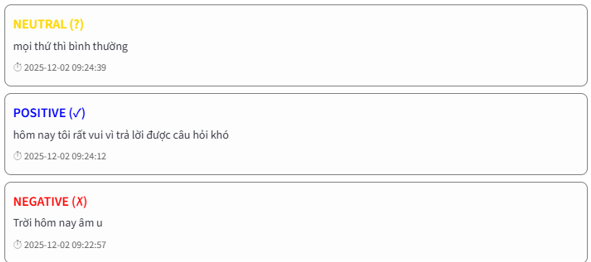 NEUTRAL (?)
mọi thứ thì bình thường
⏱ 2025-12-02 09:24:39
POSITIVE (✓)
hôm nay tôi rất vui vì trả lời được câu hỏi khó
⏱ 2025-12-02 09:24:12
NEGATIVE (✗)
Trời hôm nay âm u
⏱ 2025-12-02 09:22:57